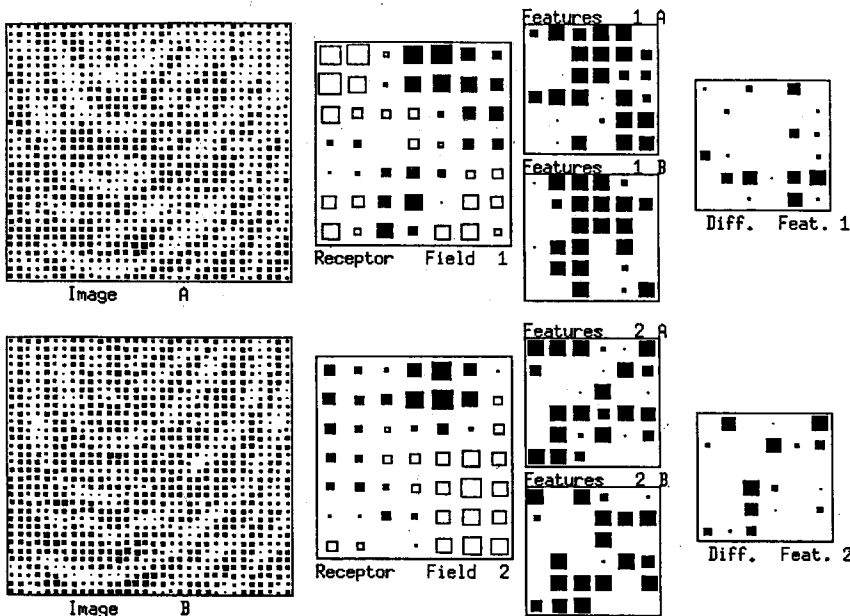 Features 1 A
Image A
Receptor Field 1
Features 1 B
Diff. Feat. 1
Features 2 A
Image B
Receptor Field 2
Features 2 B
Diff. Feat. 2